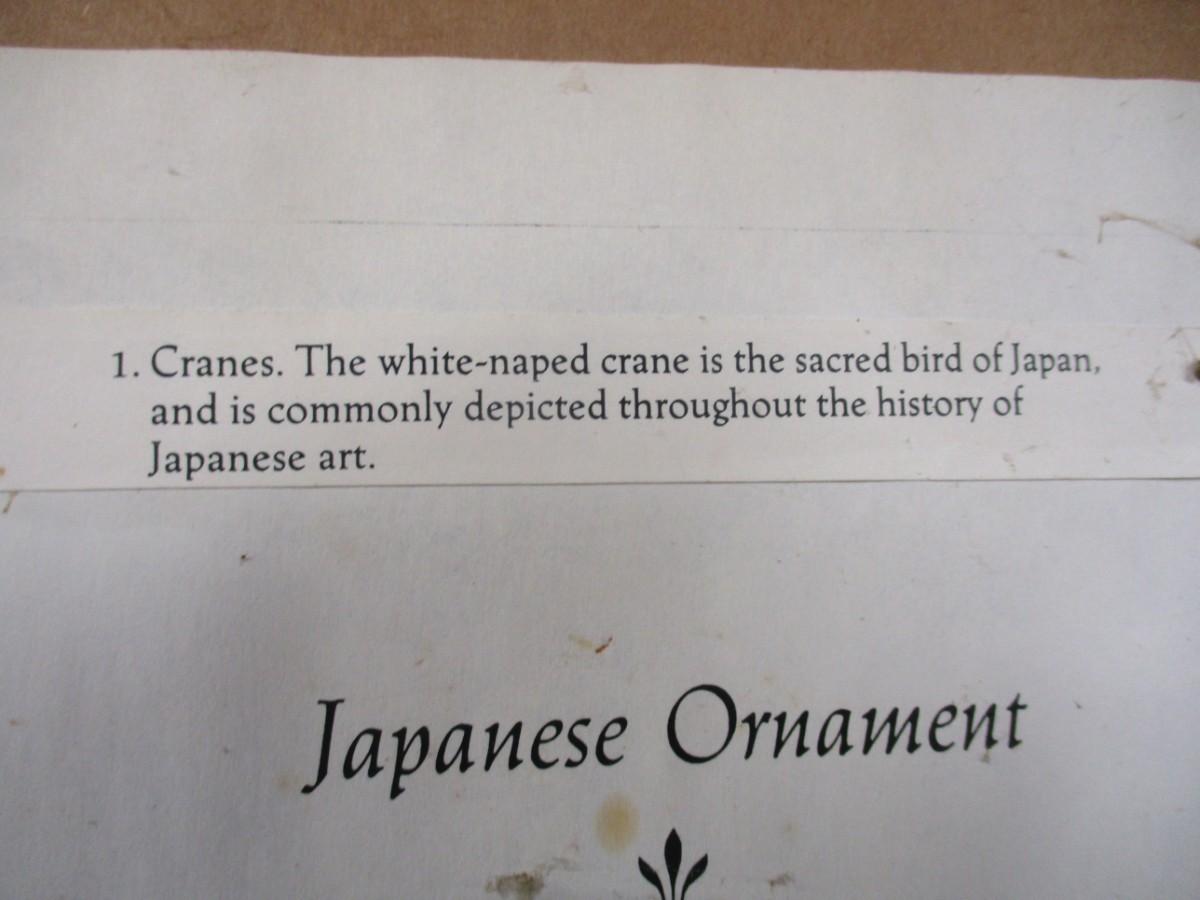 1. Cranes. The white-naped crane is the sacred bird of Japan,
and is commonly depicted throughout the history of
Japanese art.
Japanese Ornament